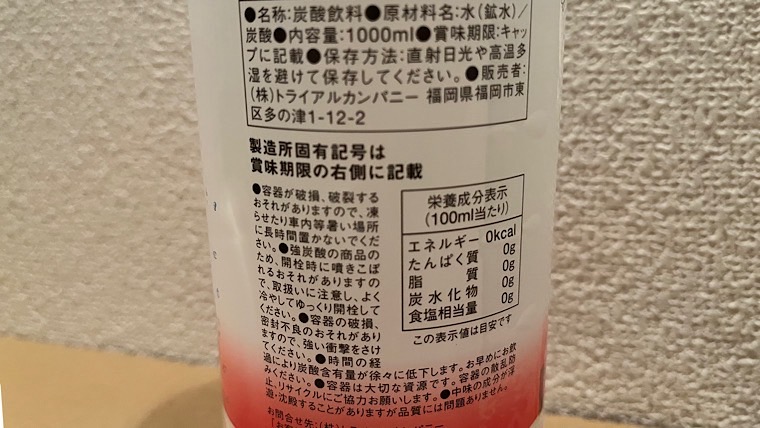 ●名称:炭酸飲料●原材料名:水(鉱水)/
炭酸●内容量:1000ml●賞味期限:キャッ
プに記載●保存方法:直射日光や高温多
湿を避けて保存してください。●販売者:
(株)トライアルカンパニー 福岡県福岡市東
区多の津1-12-2
製造所固有記号は
賞味期限の右側に記載
●容器が破損、破裂する
おそれがありますので、凍
らせたり車内等暑い場所
に長時間置かないでくだ
さい。●強炭酸の商品の
ため、開栓時に噴きこぼ
れるおそれがありますの
で、取扱いに注意し、よく
冷やしてゆっくり開栓して
ください。●容器の破損、
密封不良のおそれがあり
ますので、強い衝撃をさけ
てください。●時間の経
過により炭酸含有量が徐々に低下します。お早めにお飲
みください。●容器は大切な資源です。容器の散乱防
止、リサイクルにご協力お願いします。●中味の成分が浮
遊・沈殿することがありますが品質には問題ありません。
栄養成分表示
(100ml当たり)
エネルギー 0kcal
たんぱく質 0g
脂質 0g
炭水化物 0g
食塩相当量 0g
この表示値は目安です
お問合せ先:(株)トライアルカンパニー